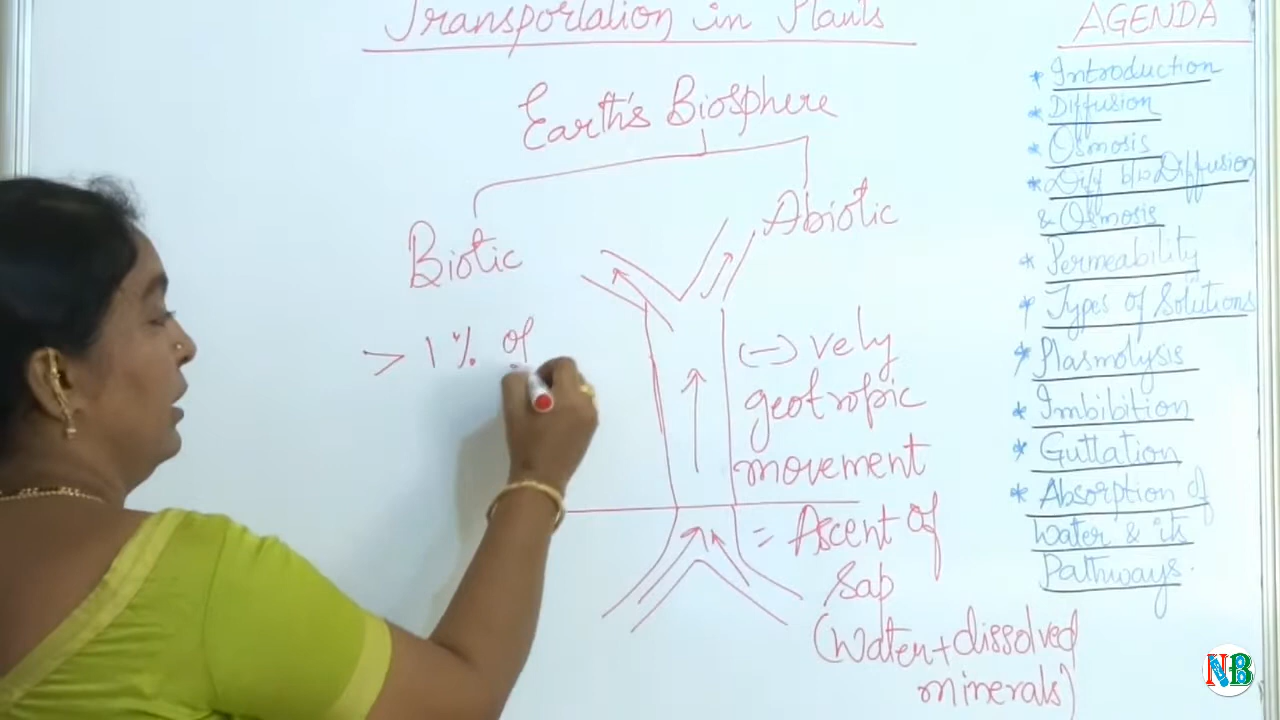 Transportation in Plants
Earth's Biosphere
Biotic
Abiotic
> 1% of
(-) vely
geotropic
movement
= Ascent of
Sap
(Water + dissolved
minerals)
AGENDA
* Introduction
* Diffusion
* Osmosis
* Diff b/w Diffusion
& Osmosis
* Permeability
* Types of Solutions
* Plasmolysis
* Imbibition
* Guttation
* Absorption of
Water & its
Pathways.
NB